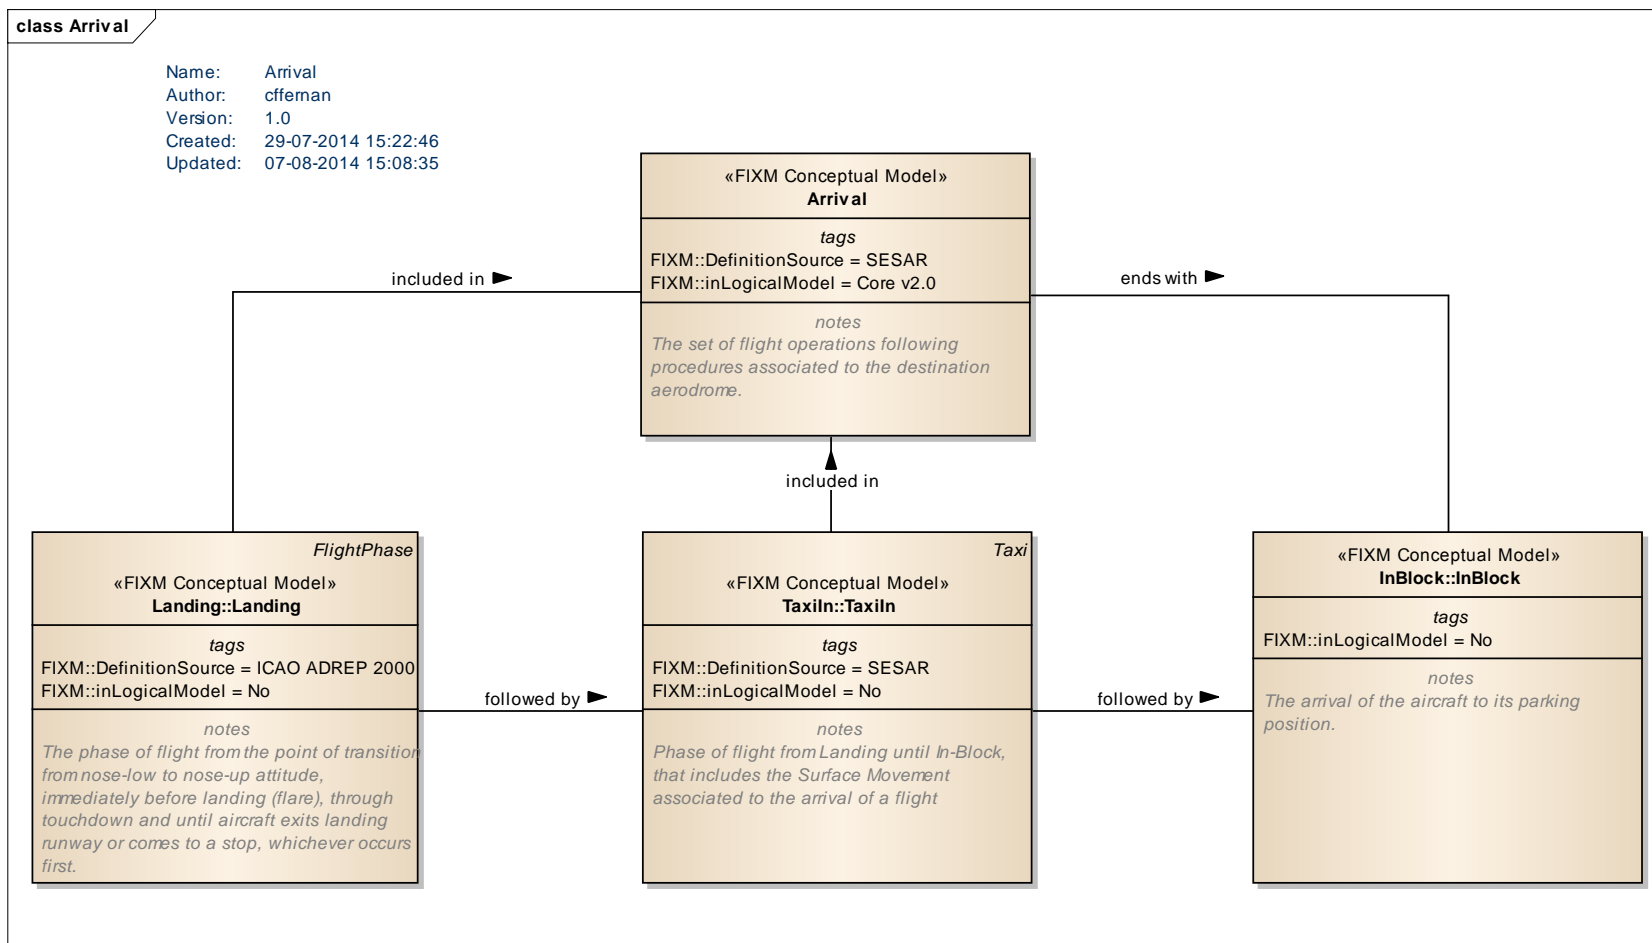 class Arrival
Name: Arrival
Author: cffernan
Version: 1.0
Created: 29-07-2014 15:22:46
Updated: 07-08-2014 15:08:35
«FIXM Conceptual Model»
Arrival
tags
FIXM::DefinitionSource = SESAR
FIXM::inLogicalModel = Core v2.0
notes
The set of flight operations following
procedures associated to the destination
aerodrome.
included in
ends with
included in
FlightPhase
«FIXM Conceptual Model»
Landing::Landing
tags
FIXM::DefinitionSource = ICAO ADREP 2000
FIXM::inLogicalModel = No
notes
The phase of flight from the point of transition
from nose-low to nose-up attitude,
immediately before landing (flare), through
touchdown and until aircraft exits landing
runway or comes to a stop, whichever occurs
first.
followed by
Taxi
«FIXM Conceptual Model»
TaxiIn::TaxiIn
tags
FIXM::DefinitionSource = SESAR
FIXM::inLogicalModel = No
notes
Phase of flight from Landing until In-Block,
that includes the Surface Movement
associated to the arrival of a flight
followed by
«FIXM Conceptual Model»
InBlock::InBlock
tags
FIXM::inLogicalModel = No
notes
The arrival of the aircraft to its parking
position.